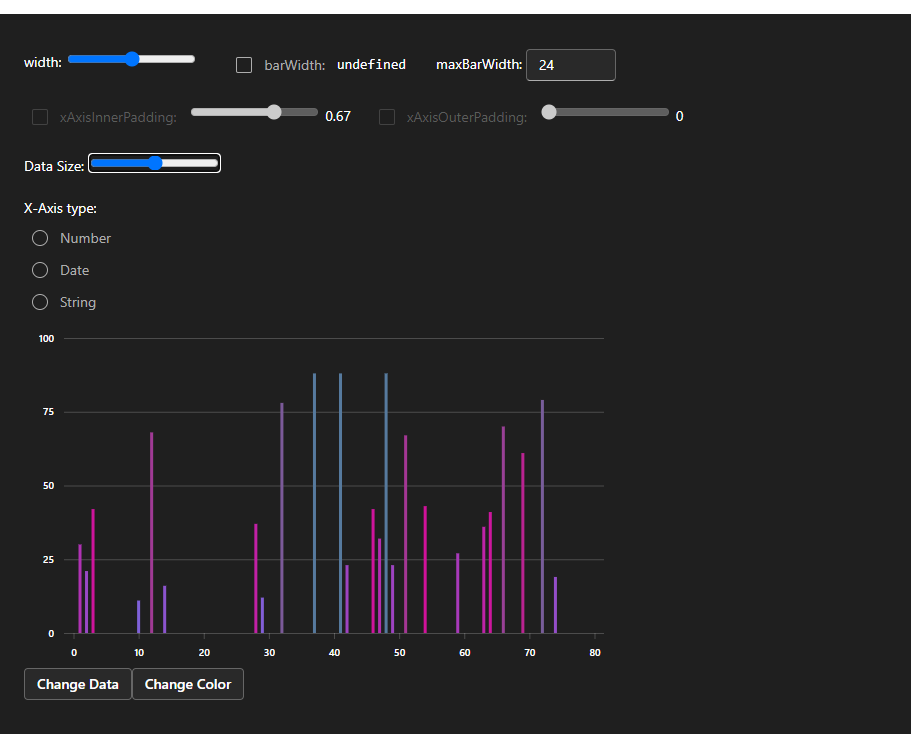 width: barWidth: undefined maxBarWidth: 24
xAxisInnerPadding: 0.67 xAxisOuterPadding: 0
Data Size:
X-Axis type:
Number
Date
String
100
75
50
25
0
0 10 20 30 40 50 60 70 80
Change Data Change Color